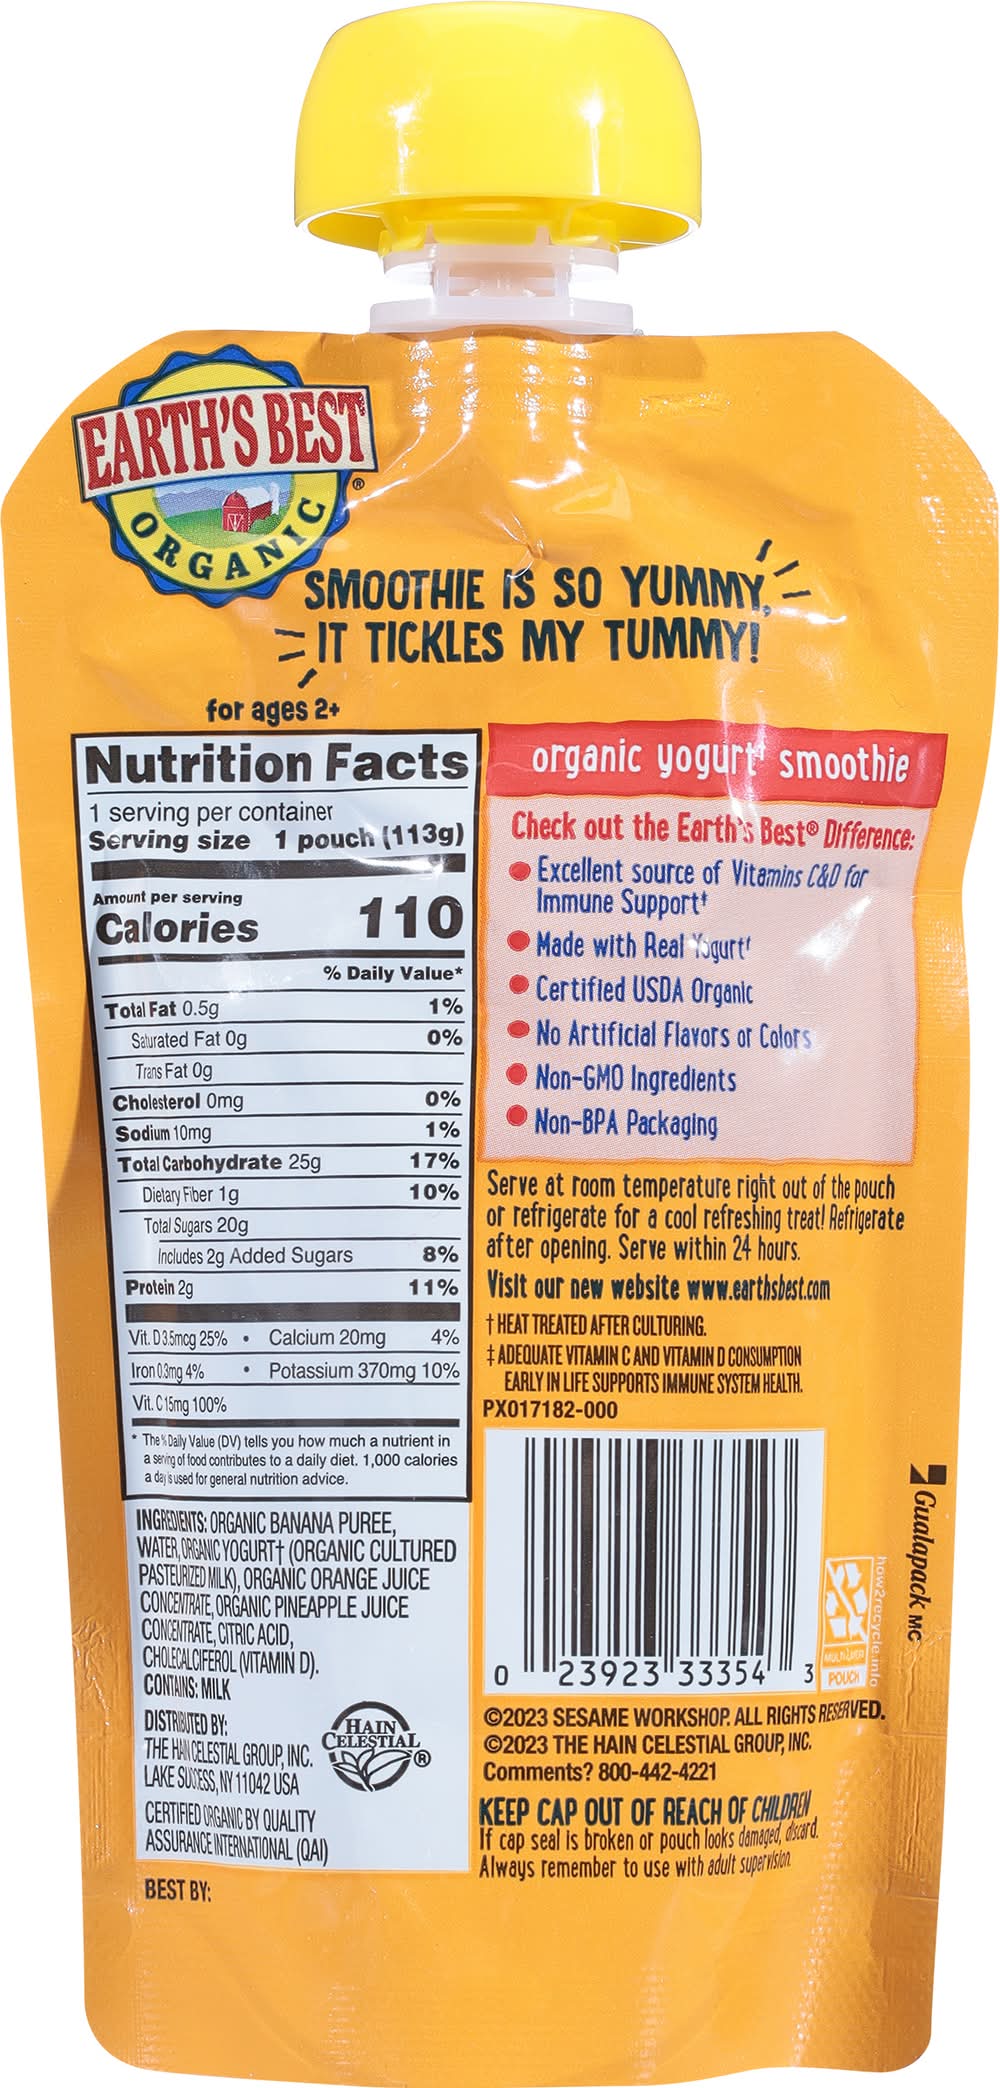 EARTH'S BEST
ORGANIC
®
SMOOTHIE IS SO YUMMY,
IT TICKLES MY TUMMY!
for ages 2+
Nutrition Facts
1 serving per container
Serving size 1 pouch (113g)
Amount per serving
Calories 110
% Daily Value*
Total Fat 0.5g 1%
Saturated Fat 0g 0%
Trans Fat 0g
Cholesterol 0mg 0%
Sodium 10mg 1%
Total Carbohydrate 25g 17%
Dietary Fiber 1g 10%
Total Sugars 20g
Includes 2g Added Sugars 8%
Protein 2g 11%
Vit. D 3.5mcg 25% • Calcium 20mg 4%
Iron 0.3mg 4% • Potassium 370mg 10%
Vit. C 15mg 100%
* The % Daily Value (DV) tells you how much a nutrient in
a serving of food contributes to a daily diet. 1,000 calories
a day is used for general nutrition advice.
INGREDIENTS: ORGANIC BANANA PUREE,
WATER, ORGANIC YOGURT† (ORGANIC CULTURED
PASTEURIZED MILK), ORGANIC ORANGE JUICE
CONCENTRATE, ORGANIC PINEAPPLE JUICE
CONCENTRATE, CITRIC ACID,
CHOLECALCIFEROL (VITAMIN D).
CONTAINS: MILK
DISTRIBUTED BY:
THE HAIN CELESTIAL GROUP, INC.
LAKE SUCCESS, NY 11042 USA
HAIN
CELESTIAL
®
CERTIFIED ORGANIC BY QUALITY
ASSURANCE INTERNATIONAL (QAI)
BEST BY:
organic yogurt† smoothie
Check out the Earth's Best® Difference:
• Excellent source of Vitamins C&D for
Immune Support‡
• Made with Real Yogurt†
• Certified USDA Organic
• No Artificial Flavors or Colors
• Non-GMO Ingredients
• Non-BPA Packaging
Serve at room temperature right out of the pouch
or refrigerate for a cool refreshing treat! Refrigerate
after opening. Serve within 24 hours.
Visit our new website www.earthsbest.com
† HEAT TREATED AFTER CULTURING.
‡ ADEQUATE VITAMIN C AND VITAMIN D CONSUMPTION
EARLY IN LIFE SUPPORTS IMMUNE SYSTEM HEALTH.
PX017182-000
0 23923 33354 3
how2recycle.info
MULTI-LAYER
POUCH
Gualapack MC
©2023 SESAME WORKSHOP. ALL RIGHTS RESERVED.
©2023 THE HAIN CELESTIAL GROUP, INC.
Comments? 800-442-4221
KEEP CAP OUT OF REACH OF CHILDREN
If cap seal is broken or pouch looks damaged, discard.
Always remember to use with adult supervision.